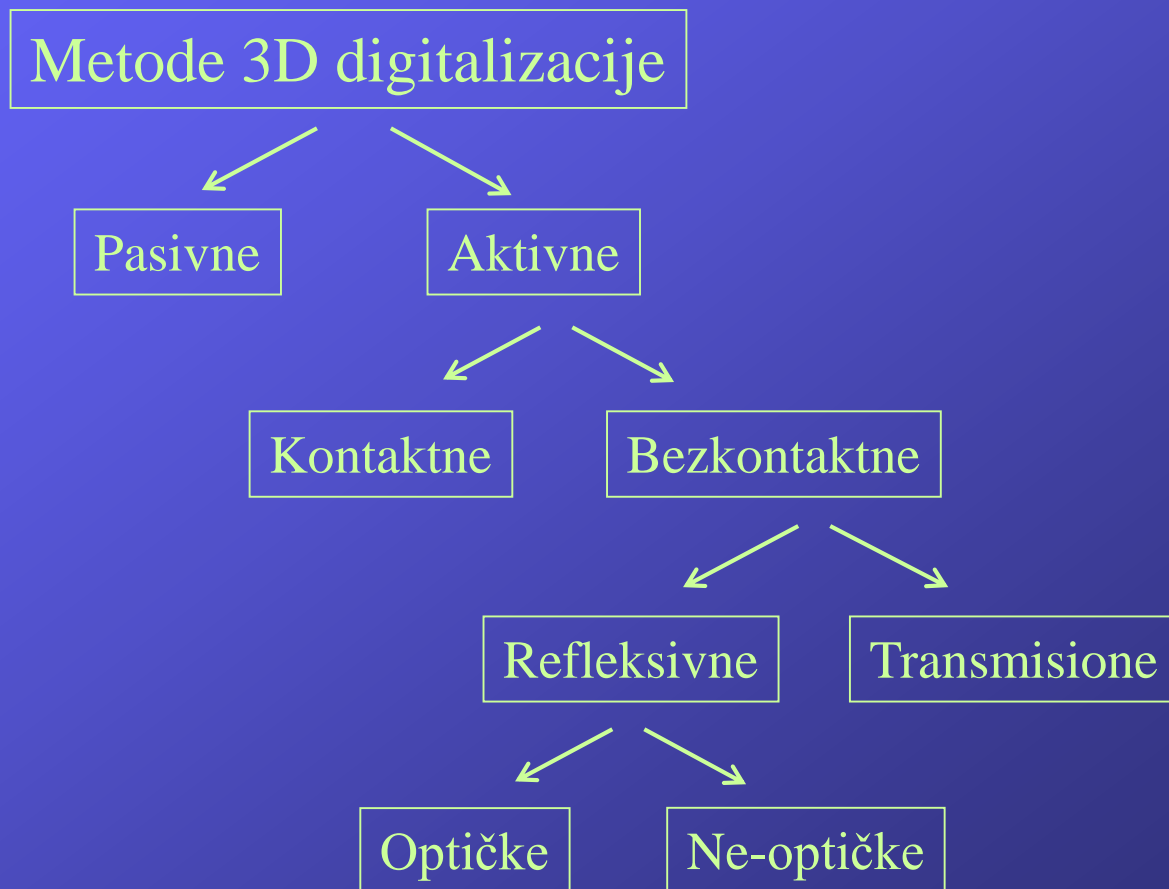 Metode 3D digitalizacije
Pasivne
Aktivne
Kontaktne
Bezkontaktne
Refleksivne
Transmisione
Optičke
Ne-optičke